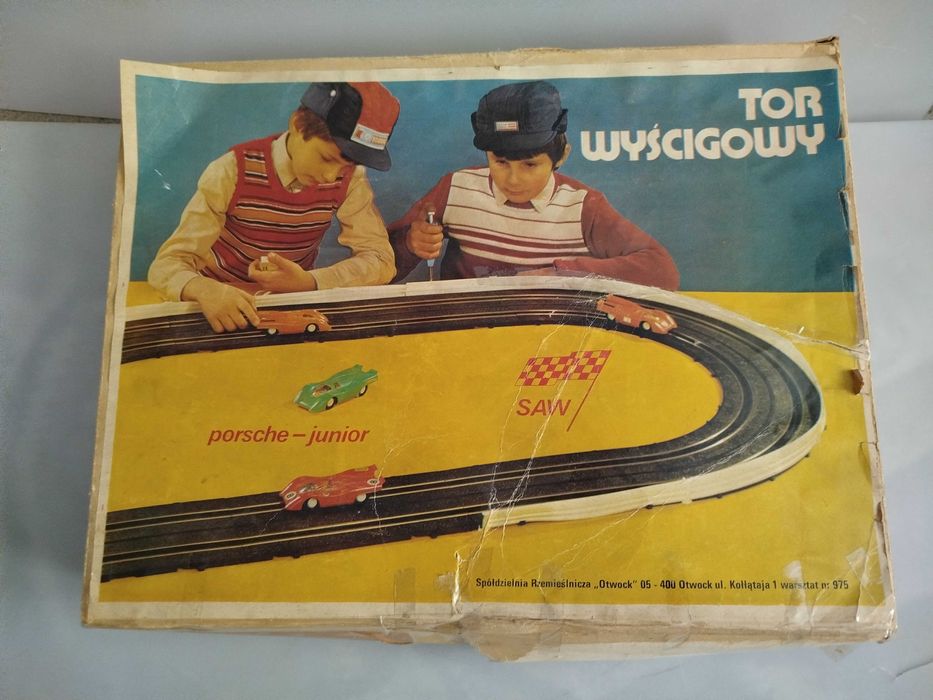 TOR
WYŚCIGOWY
SAW
porsche – junior
Spółdzielnia Rzemieślnicza „Otwock" 05 - 400 Otwock ul. Kołłątaja 1 warsztat nr 975